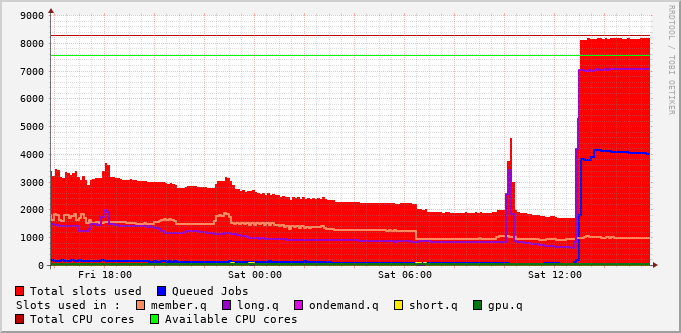 RRDTOOL / TOBI OETIKER
9000
8000
7000
6000
5000
4000
3000
2000
1000
0
Fri 18:00 Sat 00:00 Sat 06:00 Sat 12:00
Total slots used Queued Jobs
Slots used in : member.q long.q ondemand.q short.q gpu.q
Total CPU cores Available CPU cores